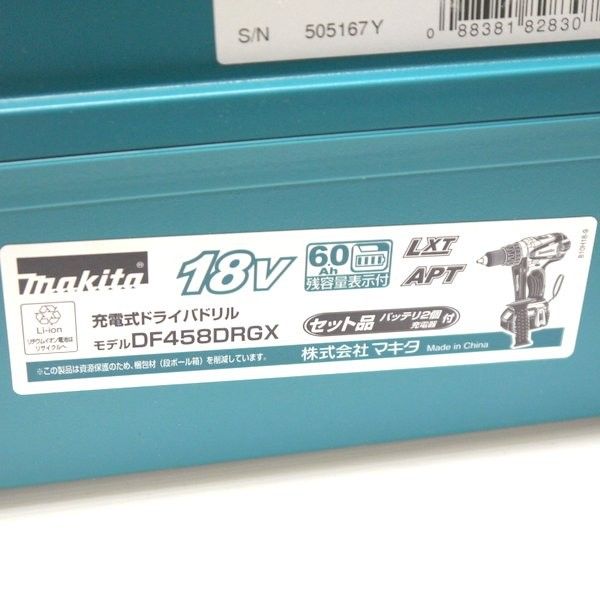 S/N 505167Y
0 88381 82830
makita®
18V
6.0 Ah
残容量表示付
LXT
APT
Li-ion
リチウムイオン電池は
リサイクルへ
充電式ドライバドリル
モデルDF458DRGX
セット品 バッテリ2個 充電器 付
株式会社マキタ Made in China
※この製品は資源保護のため、梱包材(段ボール箱)を削減しています。
B10H18-9